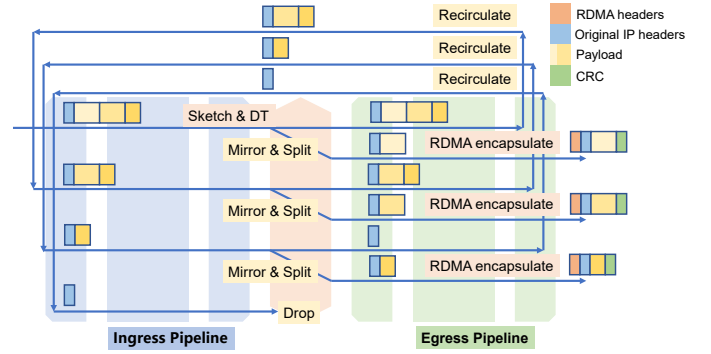 Recirculate
RDMA headers
Original IP headers
Recirculate
Payload
Recirculate
CRC
Sketch & DT
Mirror & Split
RDMA encapsulate
Mirror & Split
RDMA encapsulate
Mirror & Split
RDMA encapsulate
Drop
Ingress Pipeline
Egress Pipeline